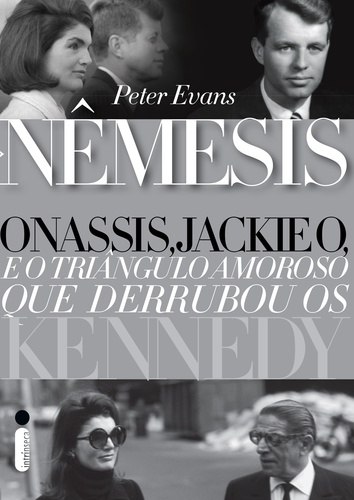 Peter Evans
NÊMESIS
ONASSIS, JACKIE O,
E O TRIÂNGULO AMOROSO
QUE DERRUBOU OS
KENNEDY
intrínseca